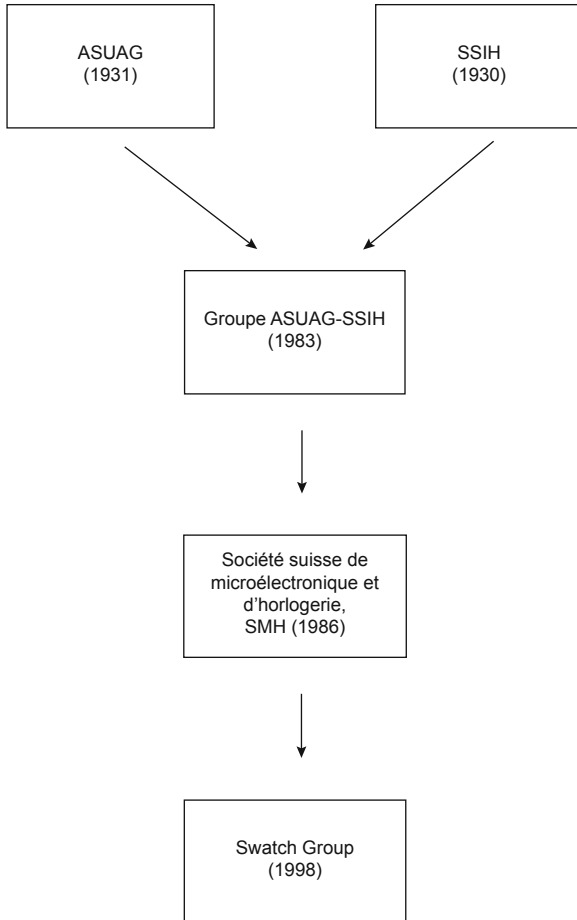 ASUAG
(1931)
SSIH
(1930)
Groupe ASUAG-SSIH
(1983)
Société suisse de
microélectronique et
d'horlogerie,
SMH (1986)
Swatch Group
(1998)